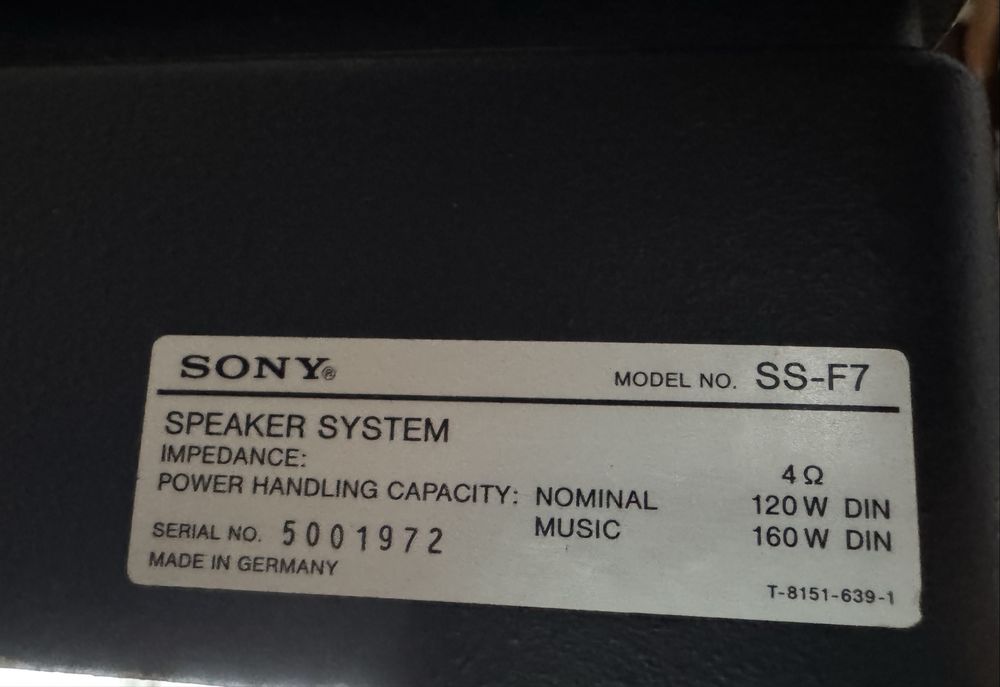 SONY®
MODEL NO. SS-F7
SPEAKER SYSTEM
IMPEDANCE: 4Ω
POWER HANDLING CAPACITY: NOMINAL 120W DIN
MUSIC 160W DIN
SERIAL NO. 5001972
MADE IN GERMANY
T-8151-639-1